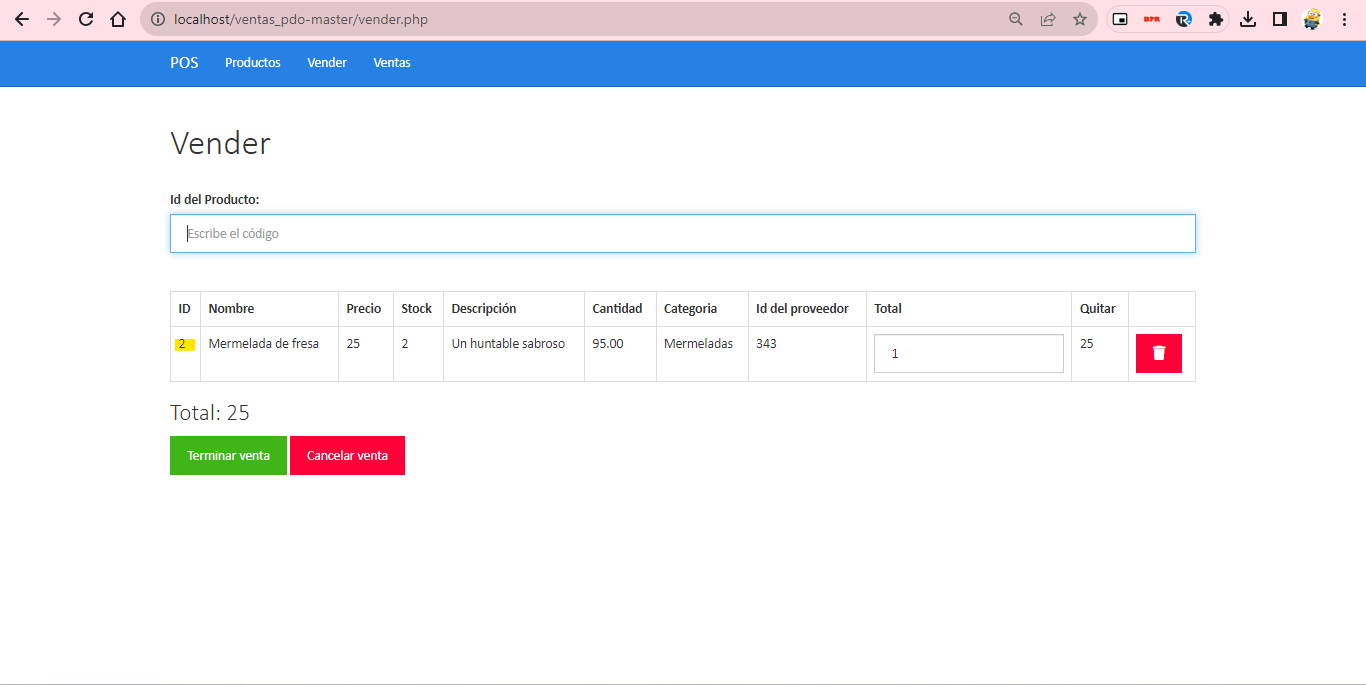 localhost/ventas_pdo-master/vender.php
POS Productos Vender Ventas
Vender
Id del Producto:
Escribe el código
ID Nombre Precio Stock Descripción Cantidad Categoria Id del proveedor Total Quitar
2 Mermelada de fresa 25 2 Un huntable sabroso 95.00 Mermeladas 343 1 25
Total: 25
Terminar venta Cancelar venta